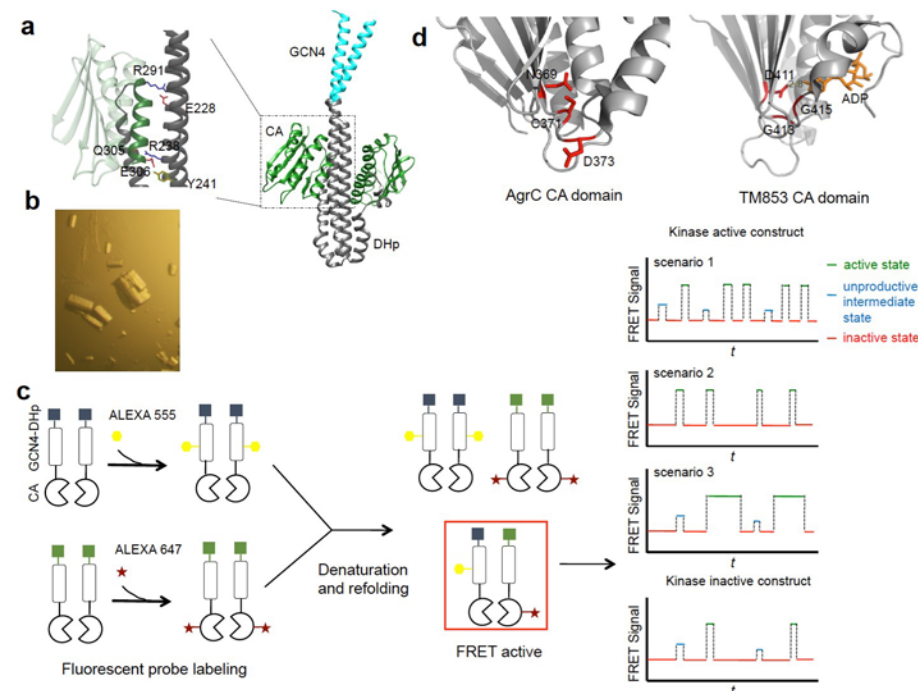 a
GCN4
R291
E228
CA
Q305
R238
E306
Y241
DHp
b
d
N369
C371
D373
AgrC CA domain
D411
G415
ADP
G413
TM853 CA domain
Kinase active construct
scenario 1
FRET Signal
t
active state
unproductive
intermediate
state
inactive state
scenario 2
FRET Signal
t
scenario 3
FRET Signal
t
Kinase inactive construct
FRET Signal
t
c
GCN4-DHp
CA
ALEXA 555
ALEXA 647
Fluorescent probe labeling
Denaturation
and refolding
FRET active